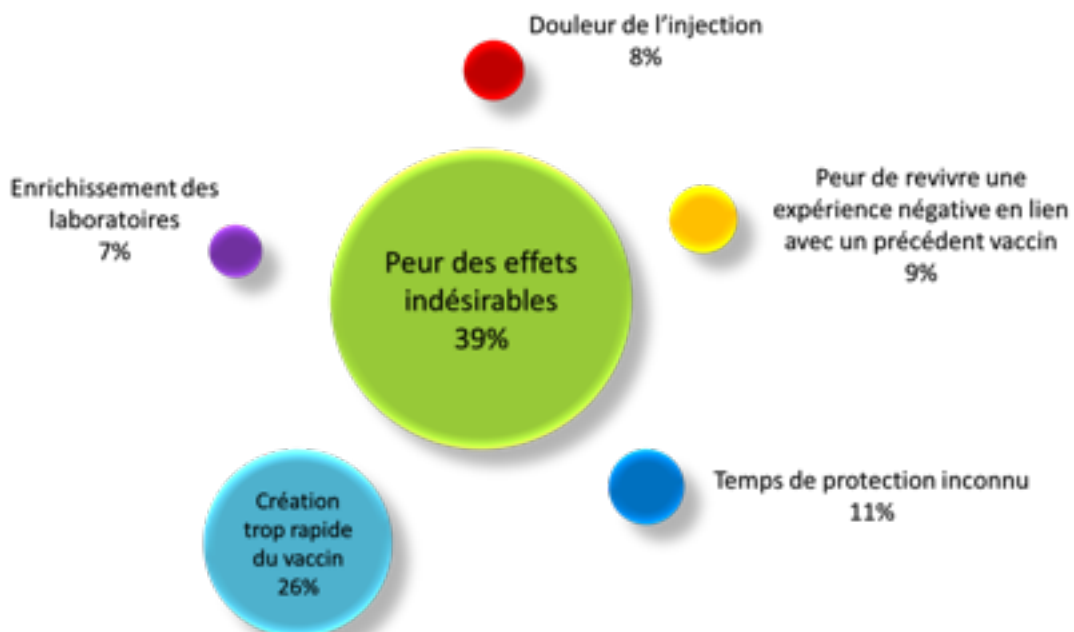 Douleur de l'injection
8%
Enrichissement des
laboratoires
7%
Peur de revivre une
expérience négative en lien
avec un précédent vaccin
9%
Peur des effets
indésirables
39%
Temps de protection inconnu
11%
Création
trop rapide
du vaccin
26%